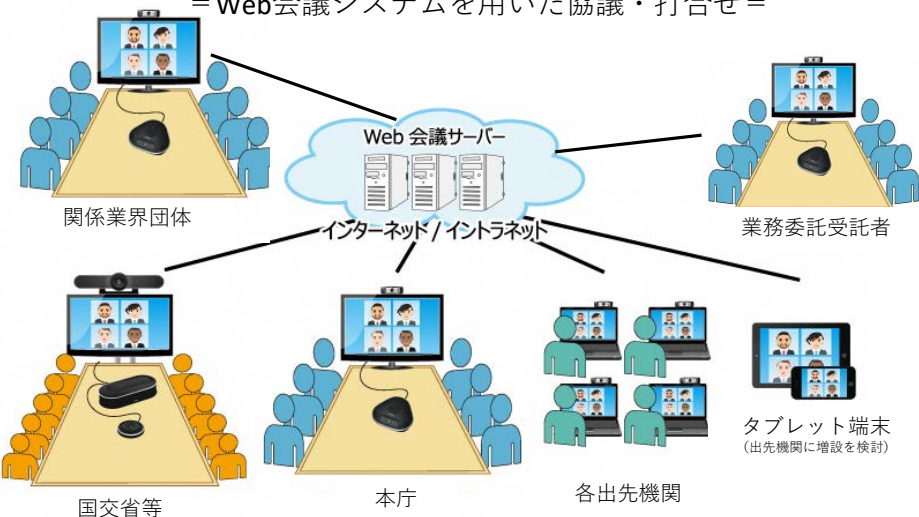 ＝Web会議システムを用いた協議・打合せ＝
Web 会議サーバー
インターネット / イントラネット
関係業界団体
業務委託受託者
国交省等
本庁
各出先機関
タブレット端末
(出先機関に増設を検討)